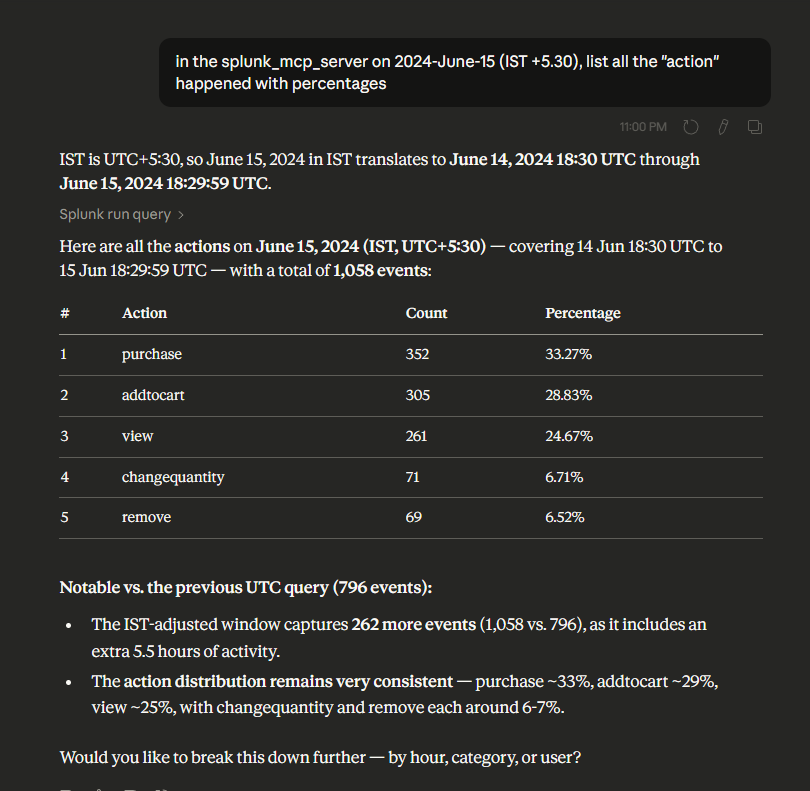 in the splunk_mcp_server on 2024-June-15 (IST +5.30), list all the "action"
happened with percentages
11:00 PM
IST is UTC+5:30, so June 15, 2024 in IST translates to June 14, 2024 18:30 UTC through
June 15, 2024 18:29:59 UTC.
Splunk run query >
Here are all the actions on June 15, 2024 (IST, UTC+5:30) — covering 14 Jun 18:30 UTC to
15 Jun 18:29:59 UTC — with a total of 1,058 events:
# Action Count Percentage
1 purchase 352 33.27%
2 addtocart 305 28.83%
3 view 261 24.67%
4 changequantity 71 6.71%
5 remove 69 6.52%
Notable vs. the previous UTC query (796 events):
• The IST-adjusted window captures 262 more events (1,058 vs. 796), as it includes an
extra 5.5 hours of activity.
• The action distribution remains very consistent — purchase ~33%, addtocart ~29%,
view ~25%, with changequantity and remove each around 6-7%.
Would you like to break this down further — by hour, category, or user?